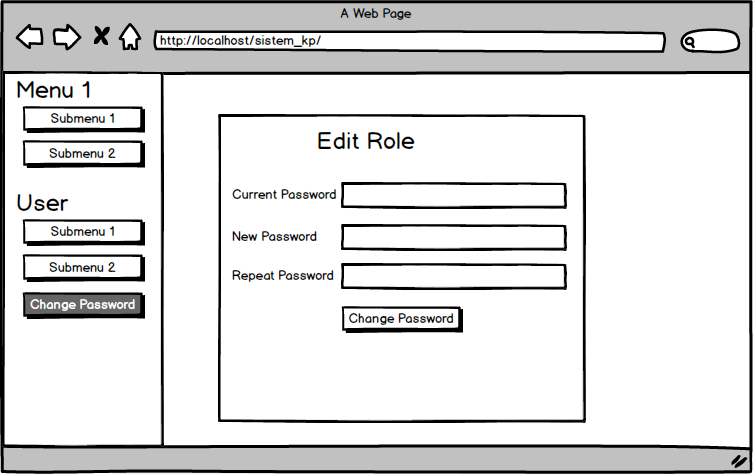 A Web Page
http://localhost/sistem_kp/
Menu 1
Submenu 1
Submenu 2
User
Submenu 1
Submenu 2
Change Password
Edit Role
Current Password
New Password
Repeat Password
Change Password